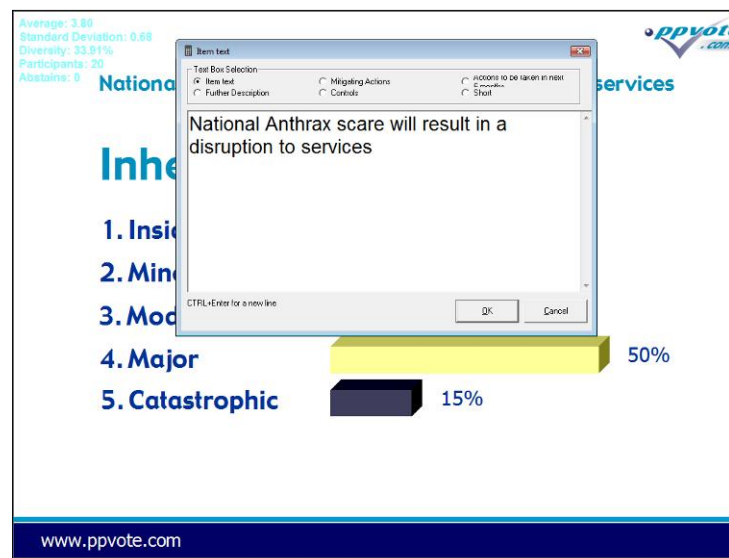 Average: 3.80
Standard Deviation: 0.68
Diversity: 33.91%
Participants: 20
Abstains: 0
ppvote
.com
Nationa
services
Item text
Text Box Selection
Item text
Mitigating Actions
Actions to be taken in next
Further Description
Controls
Short
National Anthrax scare will result in a
disruption to services
CTRL+Enter for a new line
OK
Cancel
Inhe
1. Insi
2. Min
3. Mod
4. Major
50%
5. Catastrophic
15%
www.ppvote.com